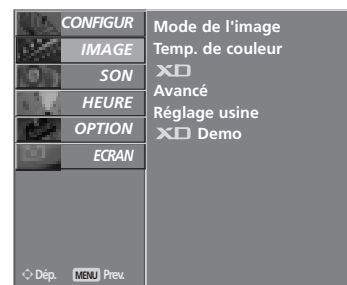 CONFIGUR
IMAGE
SON
HEURE
OPTION
ECRAN
Mode de l'image
Temp. de couleur
XD
Avancé
Réglage usine
XD Demo
Dép. MENU Prev.